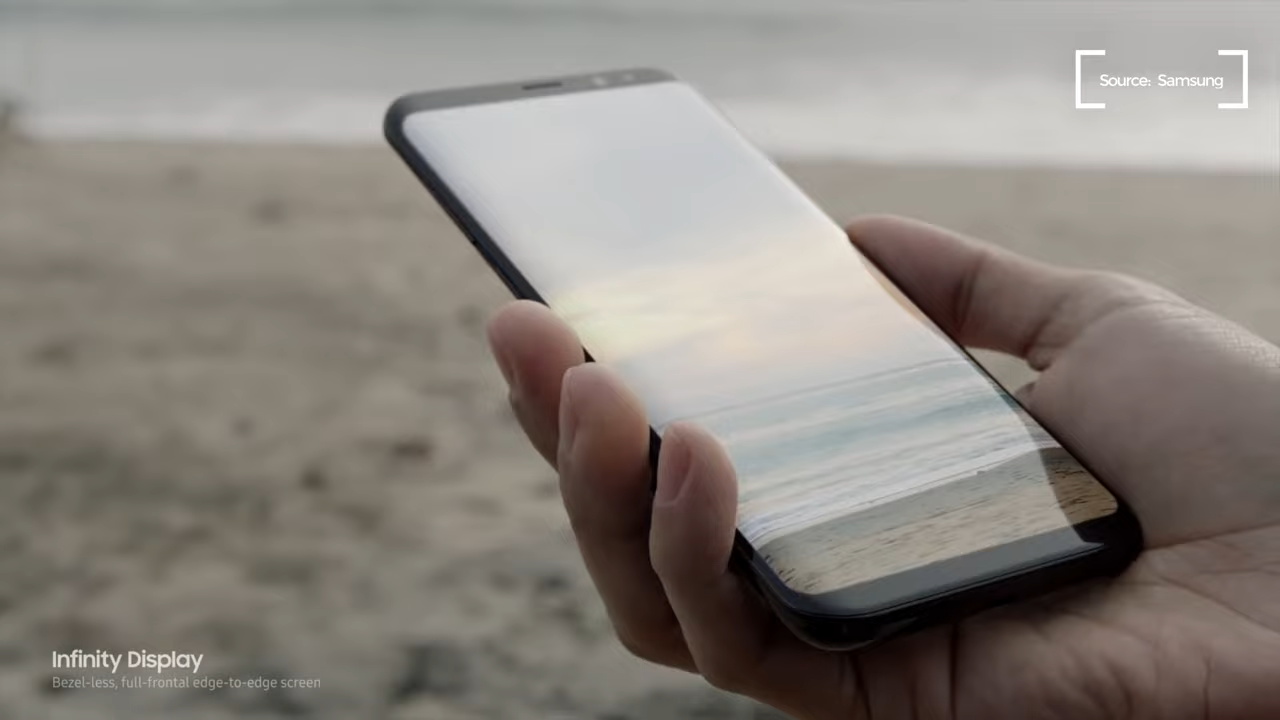 Source: Samsung
Infinity Display
Bezel-less, full-frontal edge-to-edge screen